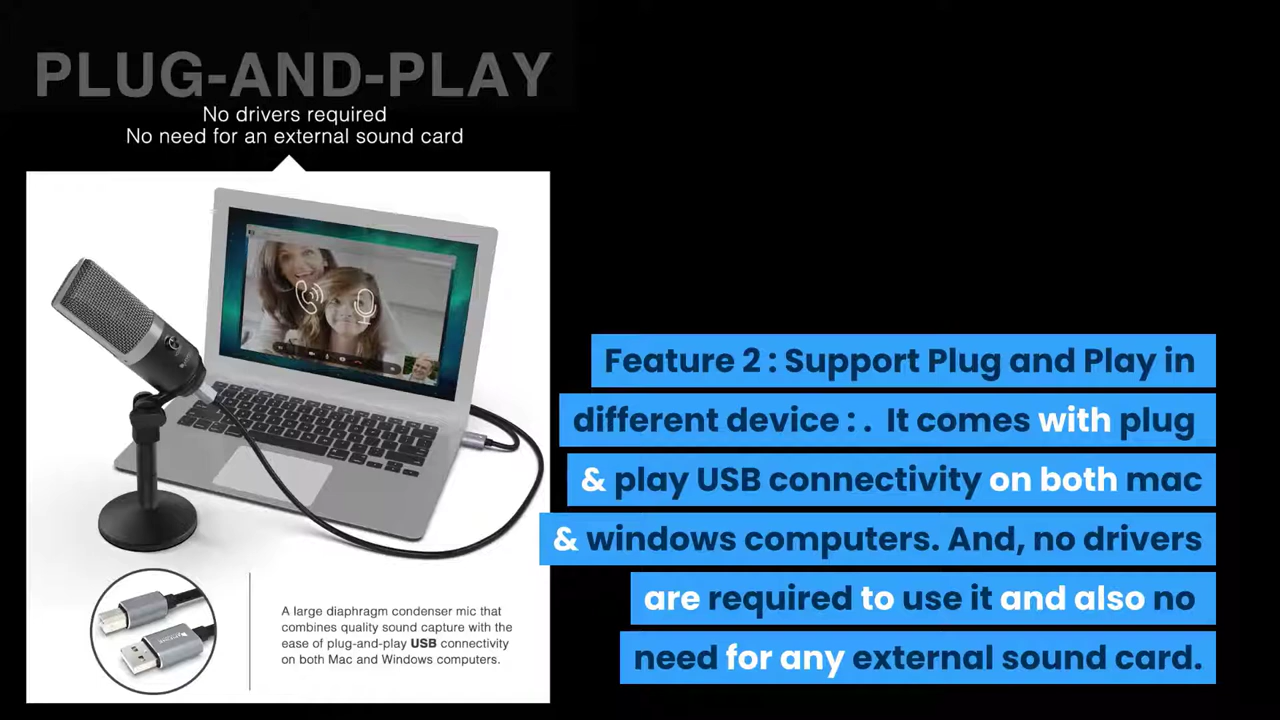 PLUG-AND-PLAY
No drivers required
No need for an external sound card
A large diaphragm condenser mic that
combines quality sound capture with the
ease of plug-and-play USB connectivity
on both Mac and Windows computers.
Feature 2 : Support Plug and Play in
different device : .  It comes with plug
& play USB connectivity on both mac
& windows computers. And, no drivers
are required to use it and also no
need for any external sound card.